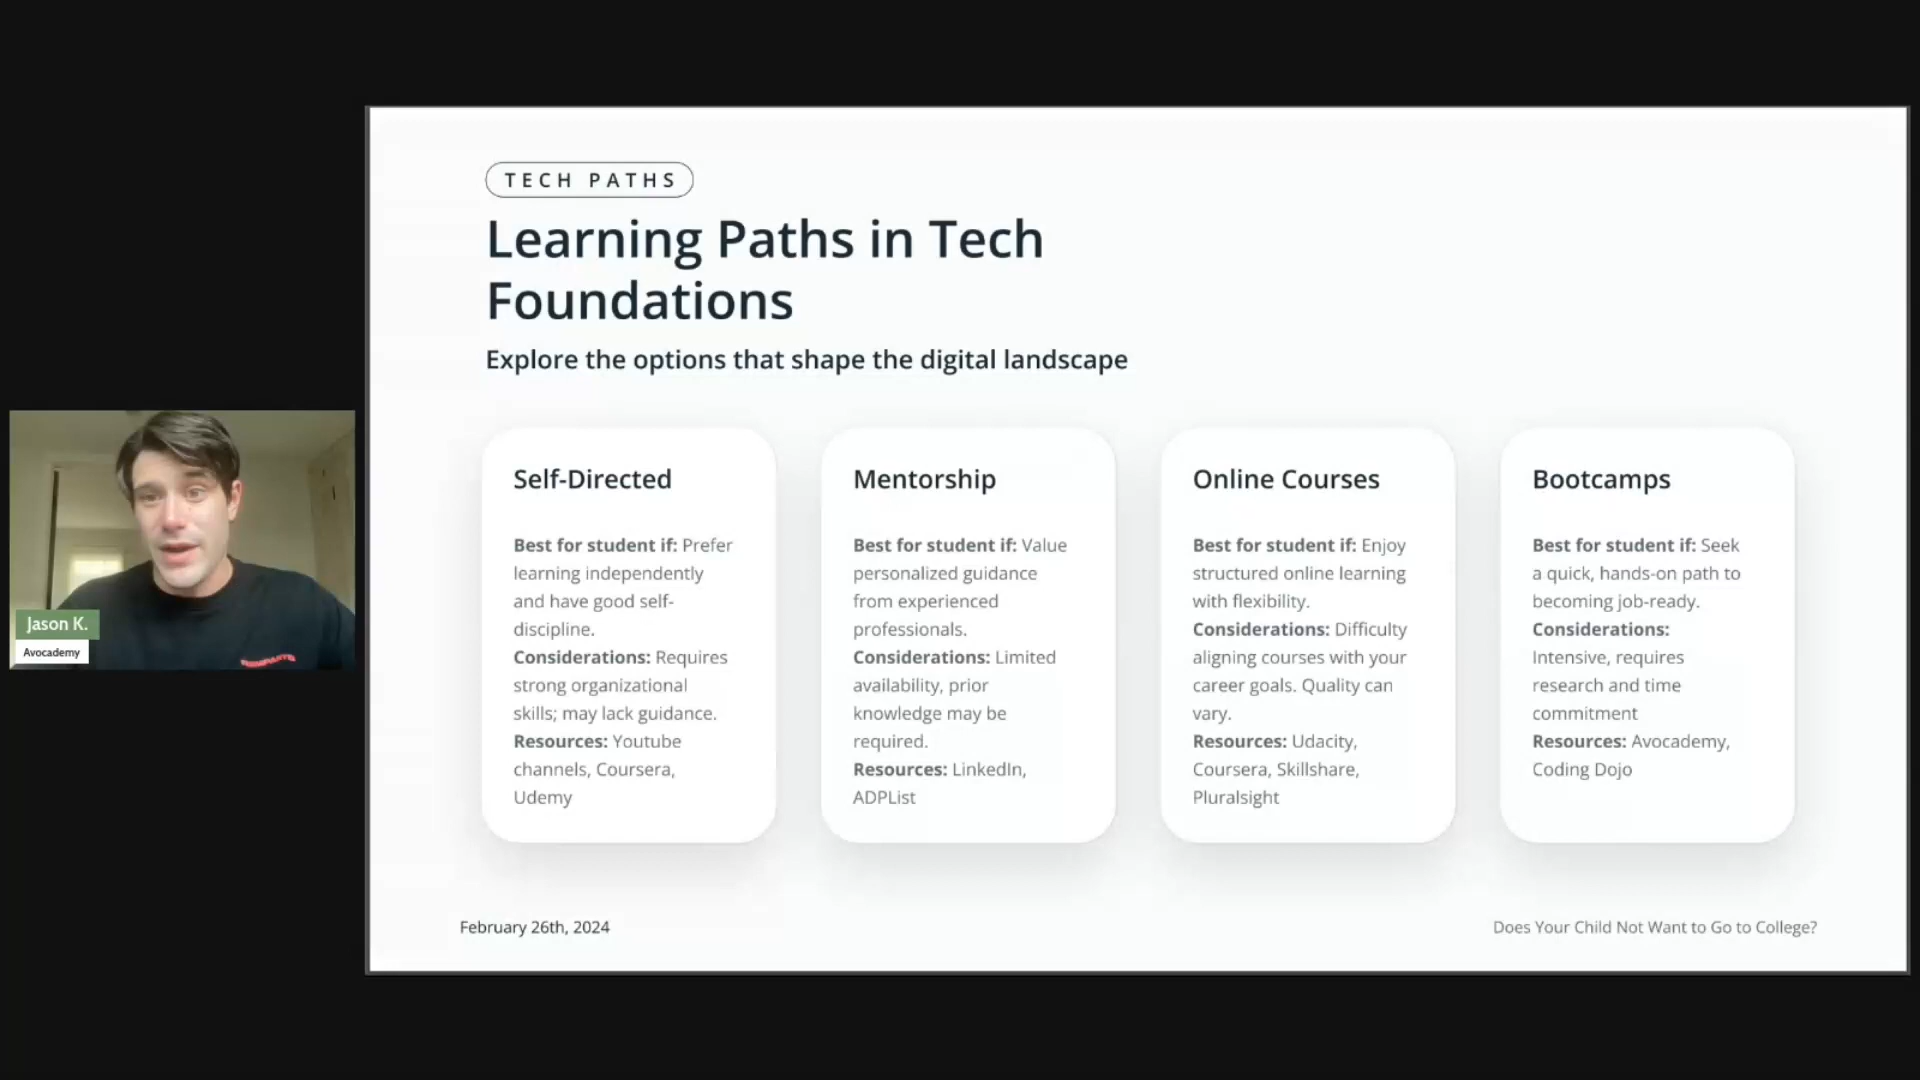 TECH PATHS
Learning Paths in Tech
Foundations
Explore the options that shape the digital landscape
Self-Directed
Best for student if: Prefer
learning independently
and have good self-
discipline.
Considerations: Requires
strong organizational
skills; may lack guidance.
Resources: Youtube
channels, Coursera,
Udemy
Mentorship
Best for student if: Value
personalized guidance
from experienced
professionals.
Considerations: Limited
availability, prior
knowledge may be
required.
Resources: LinkedIn,
ADPList
Online Courses
Best for student if: Enjoy
structured online learning
with flexibility.
Considerations: Difficulty
aligning courses with your
career goals. Quality can
vary.
Resources: Udacity,
Coursera, Skillshare,
Pluralsight
Bootcamps
Best for student if: Seek
a quick, hands-on path to
becoming job-ready.
Considerations:
Intensive, requires
research and time
commitment
Resources: Avocademy,
Coding Dojo
Jason K.
Avocademy
February 26th, 2024
Does Your Child Not Want to Go to College?